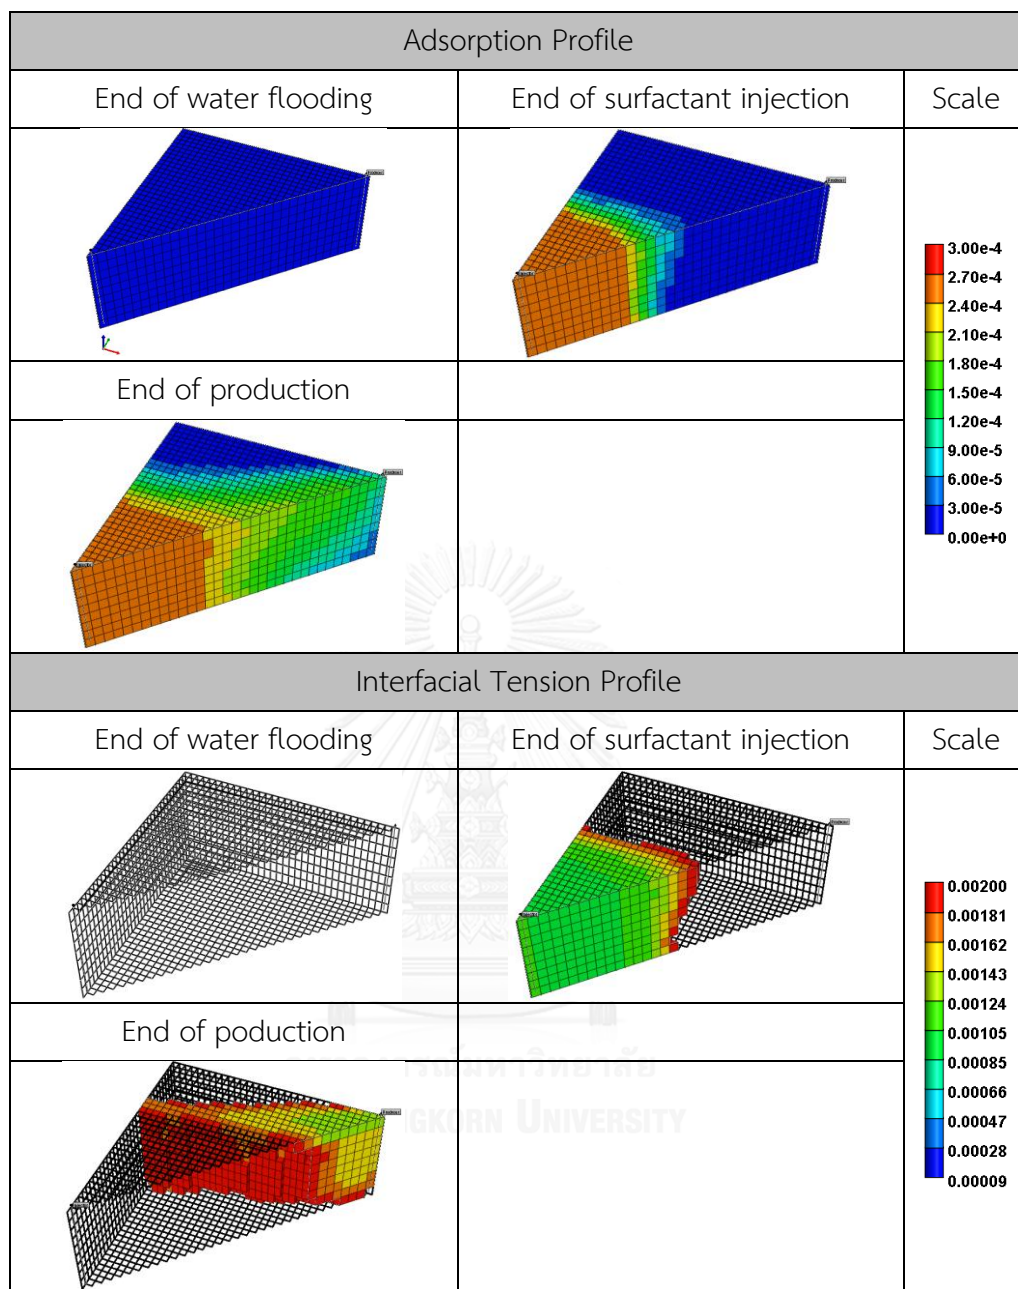 Adsorption Profile
End of water flooding
End of surfactant injection
Scale
3.00e-4
2.70e-4
2.40e-4
2.10e-4
1.80e-4
1.50e-4
1.20e-4
9.00e-5
6.00e-5
3.00e-5
0.00e+0
End of production
Interfacial Tension Profile
End of water flooding
End of surfactant injection
Scale
0.00200
0.00181
0.00162
0.00143
0.00124
0.00105
0.00085
0.00066
0.00047
0.00028
0.00009
End of poduction
UNIVERSITY